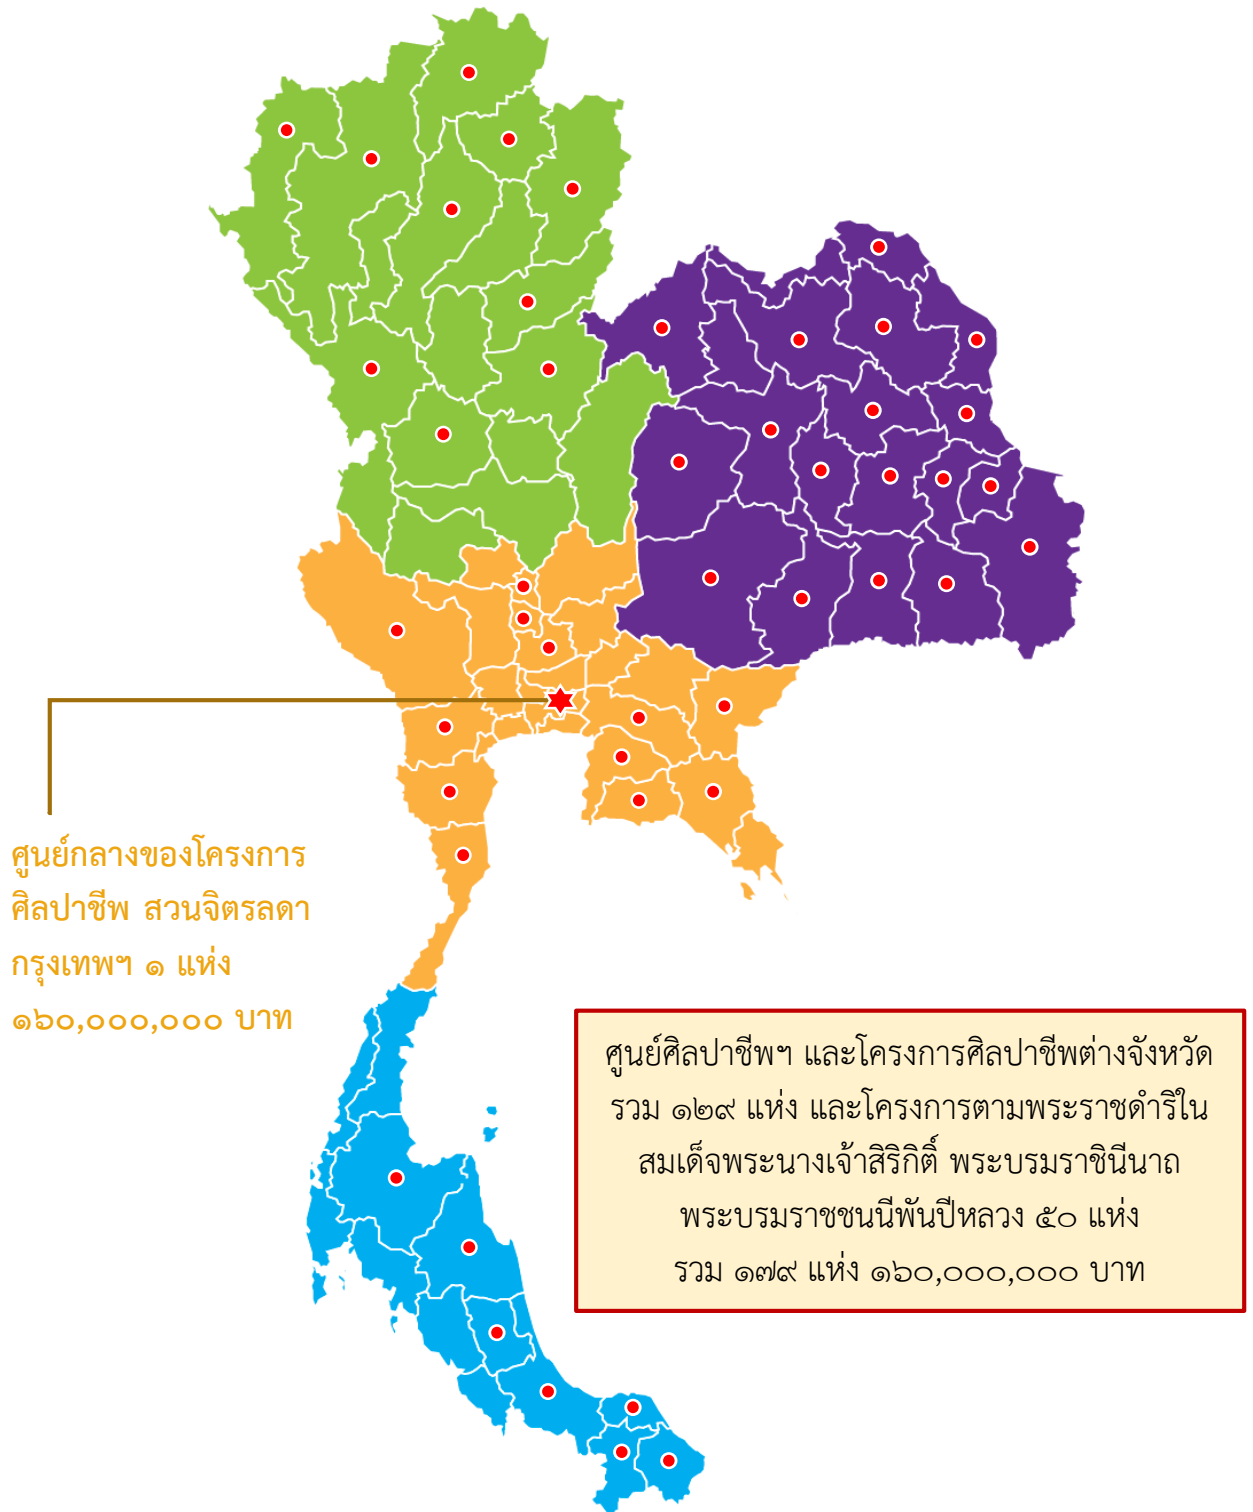 ศูนย์กลางของโครงการ
ศิลปาชีพ สวนจิตรลดา
กรุงเทพฯ ๑ แห่ง
๑๖๐,๐๐๐,๐๐๐ บาท
ศูนย์ศิลปาชีพฯ และโครงการศิลปาชีพต่างจังหวัด
รวม ๑๒๙ แห่ง และโครงการตามพระราชดำริใน
สมเด็จพระนางเจ้าสิริกิติ์ พระบรมราชินีนาถ
พระบรมราชชนนีพันปีหลวง ๕๐ แห่ง
รวม ๑๗๙ แห่ง ๑๖๐,๐๐๐,๐๐๐ บาท